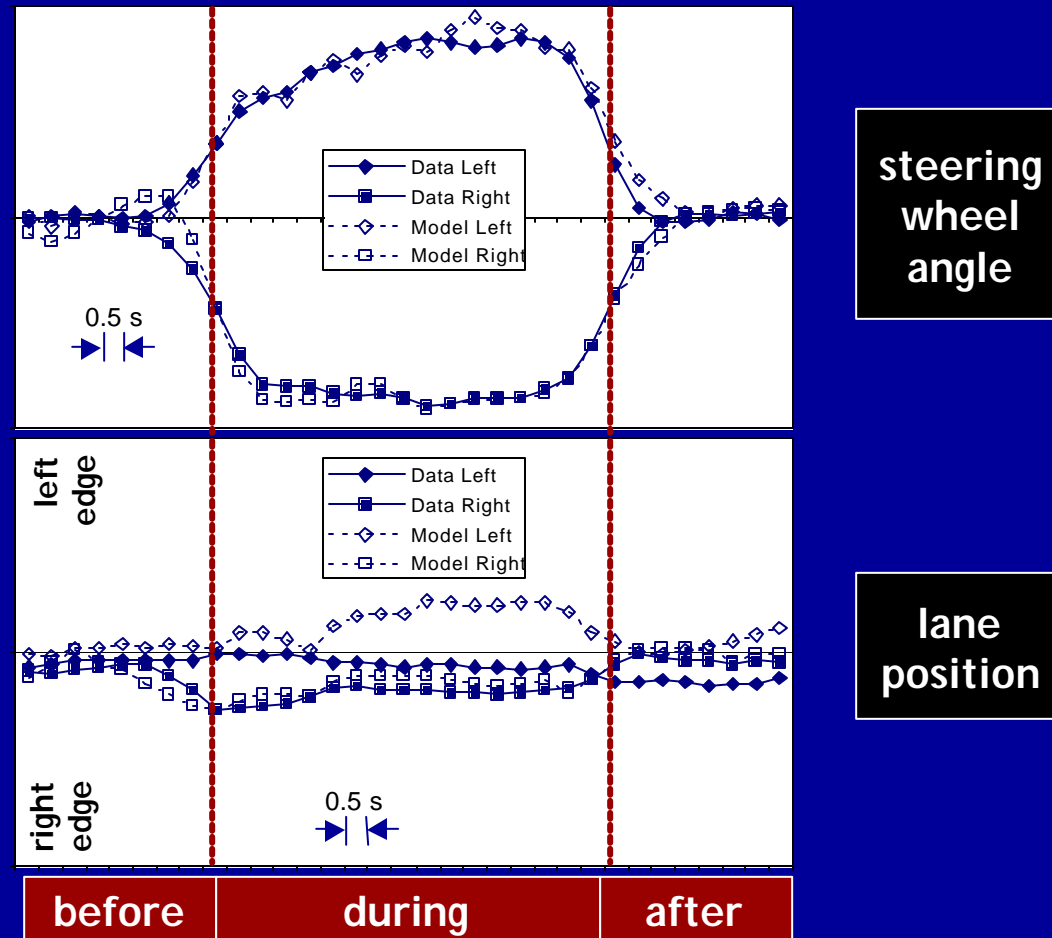 Data Left
Data Right
Model Left
Model Right
0.5 s
steering
wheel
angle
left
edge
Data Left
Data Right
Model Left
Model Right
right
edge
0.5 s
lane
position
before
during
after